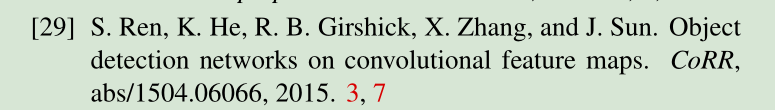 [29] S. Ren, K. He, R. B. Girshick, X. Zhang, and J. Sun. Object
detection networks on convolutional feature maps. CoRR,
abs/1504.06066, 2015. 3, 7